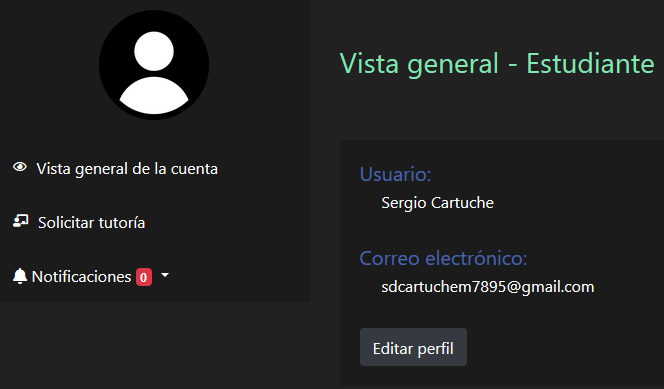 Vista general de la cuenta
Solicitar tutoría
Notificaciones 0
Vista general - Estudiante
Usuario:
Sergio Cartuche
Correo electrónico:
sdcartuchem7895@gmail.com
Editar perfil